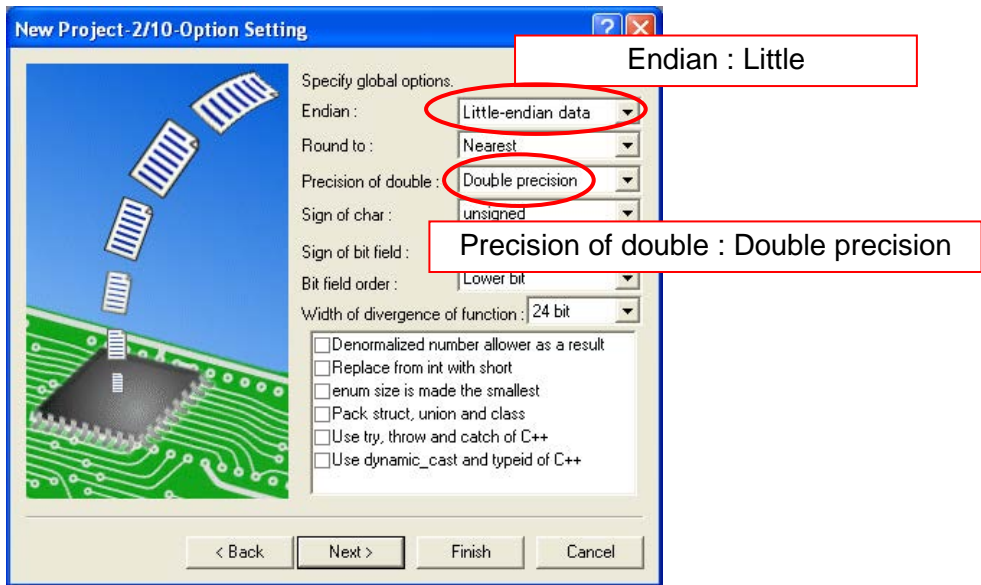 New Project-2/10-Option Setting
Endian : Little
Specify global options.
Endian : Little-endian data
Round to : Nearest
Precision of double : Double precision
Sign of char : unsigned
Precision of double : Double precision
Sign of bit field :
Bit field order : Lower bit
Width of divergence of function : 24 bit
Denormalized number allower as a result
Replace from int with short
enum size is made the smallest
Pack struct, union and class
Use try, throw and catch of C++
Use dynamic_cast and typeid of C++
< Back Next > Finish Cancel